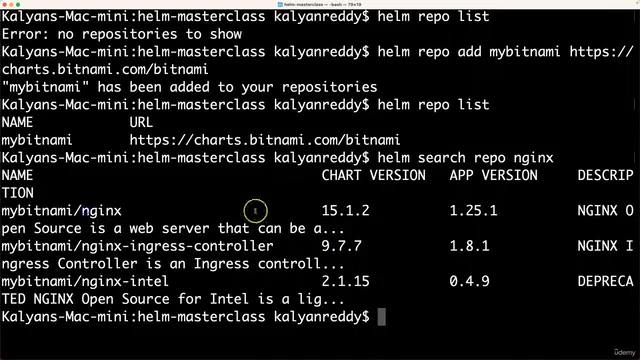 helm-masterclass — -bash — 79×19
Kalyans-Mac-mini:helm-masterclass kalyanreddy$ helm repo list
Error: no repositories to show
Kalyans-Mac-mini:helm-masterclass kalyanreddy$ helm repo add mybitnami https://
charts.bitnami.com/bitnami
"mybitnami" has been added to your repositories
Kalyans-Mac-mini:helm-masterclass kalyanreddy$ helm repo list
NAME URL
mybitnami https://charts.bitnami.com/bitnami
Kalyans-Mac-mini:helm-masterclass kalyanreddy$ helm search repo nginx
NAME CHART VERSION APP VERSION DESCRIP
TION
mybitnami/nginx 15.1.2 1.25.1 NGINX O
pen Source is a web server that can be a...
mybitnami/nginx-ingress-controller 9.7.7 1.8.1 NGINX I
ngress Controller is an Ingress controll...
mybitnami/nginx-intel 2.1.15 0.4.9 DEPRECA
TED NGINX Open Source for Intel is a lig...
Kalyans-Mac-mini:helm-masterclass kalyanreddy$
udemy